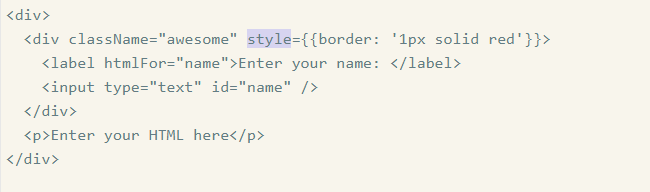 <div>
  <div className="awesome" style={{border: '1px solid red'}}>
    <label htmlFor="name">Enter your name: </label>
    <input type="text" id="name" />
  </div>
  <p>Enter your HTML here</p>
</div>